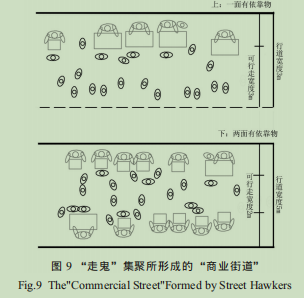 上：一面有依靠物
可行走宽度3m
行道宽度5m
下：两面有依靠物
可行走宽度3m
行道宽度6m
图 9 “走鬼”集聚所形成的“商业街道”
Fig.9 The"Commercial Street"Formed by Street Hawkers